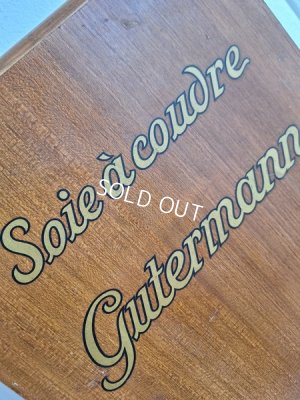 Soie à coudre
SOLD OUT
Gutermann